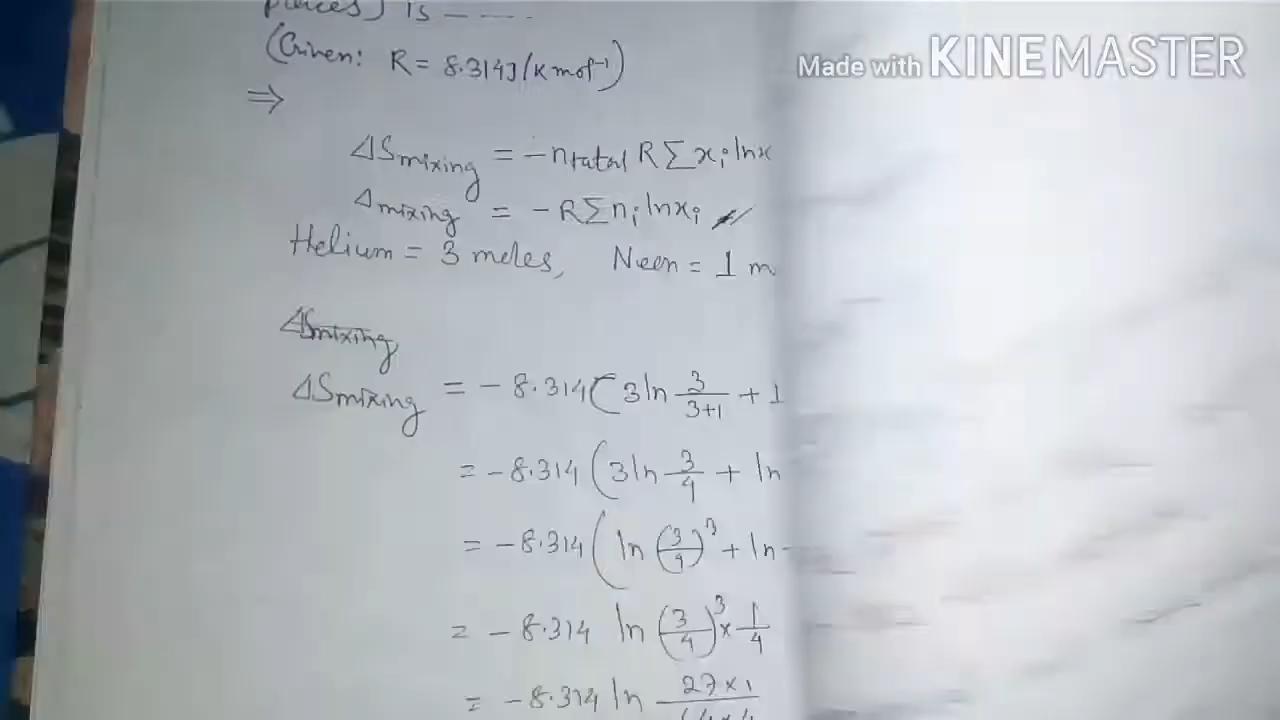 pieces) is -----
Made with KINEMASTER
(Given: R = 8.314J/(K mol⁻¹)
⇒
ΔSmixing = -ntotal R Σ xi ln x
Δmixing = -R Σ ni ln xi //
Helium = 3 moles, Neon = 1 m
ΔSmixing
ΔSmixing = -8.314 (3 ln 3/3+1 + 1
= -8.314 (3 ln 3/4 + ln
= -8.314 (ln (3/4)³ + ln
= -8.314 ln (3/4)³ x 1/4
= -8.314 ln 27 x 1